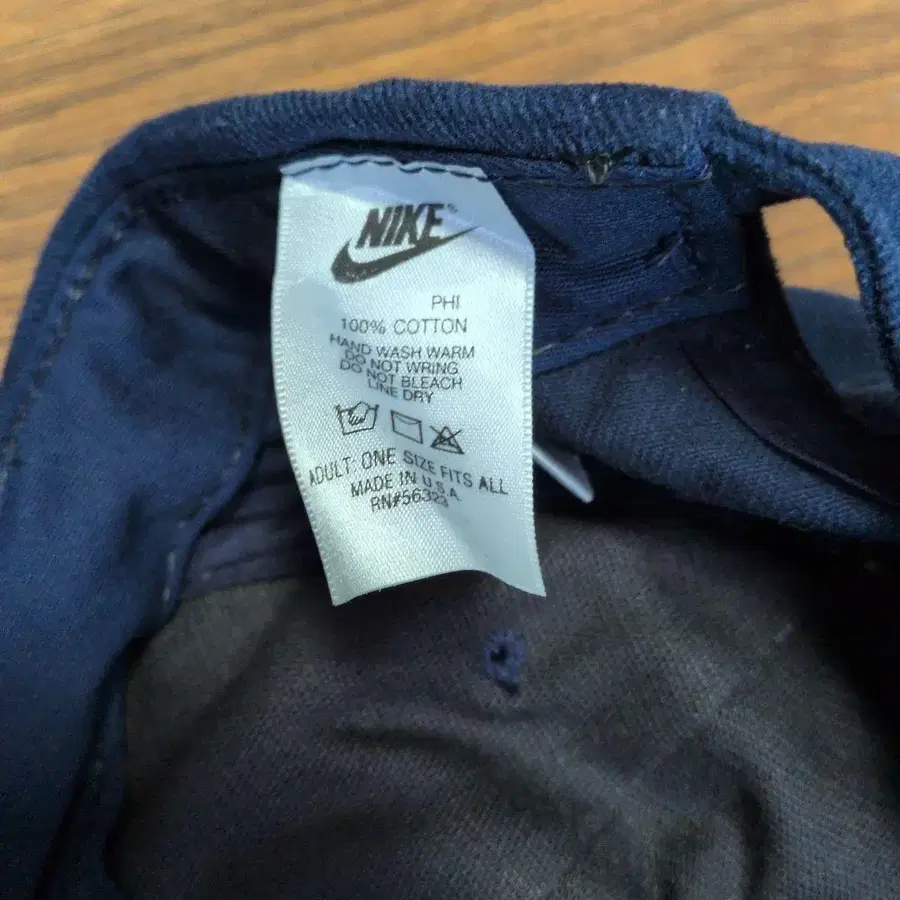 NIKE®
PHI
100% COTTON
HAND WASH WARM
DO NOT WRING
DO NOT BLEACH
LINE DRY
ADULT: ONE SIZE FITS ALL
MADE IN U.S.A.
RN#56323